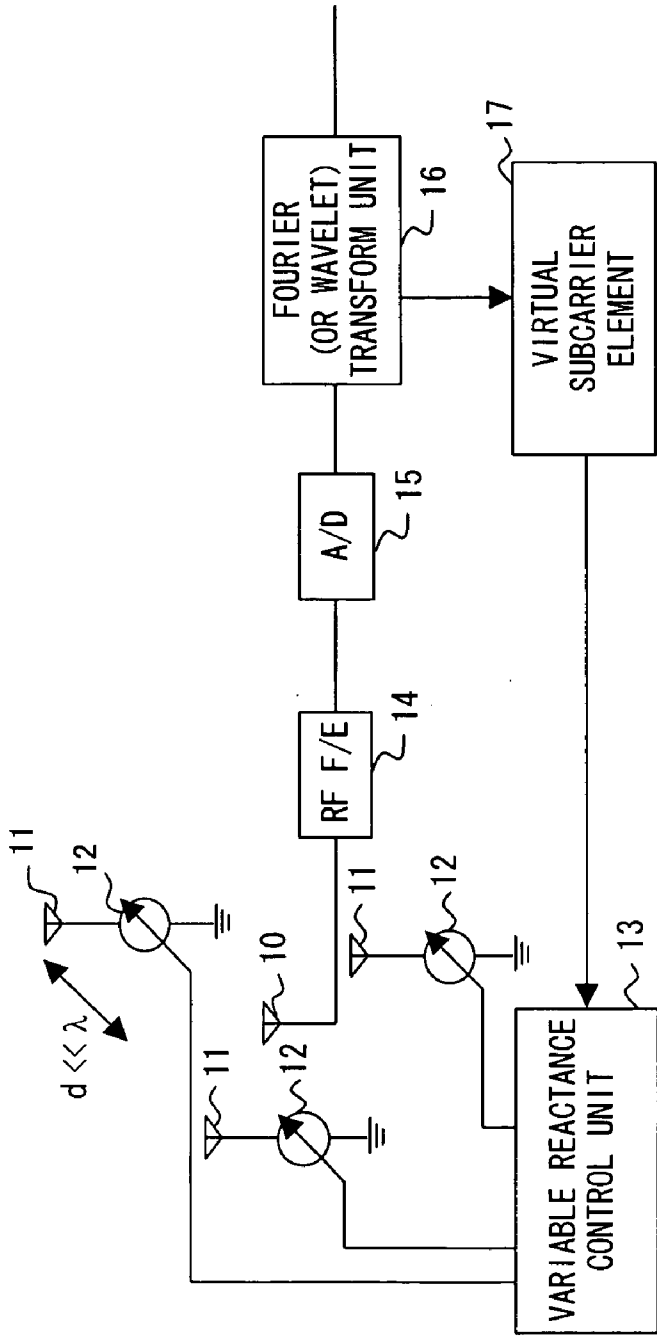 d << λ
11
12
11
12
10
11
12
RF F/E
14
A/D
15
FOURIER
(OR WAVELET)
TRANSFORM UNIT
16
VIRTUAL
SUBCARRIER
ELEMENT
17
VARIABLE REACTANCE
CONTROL UNIT
13